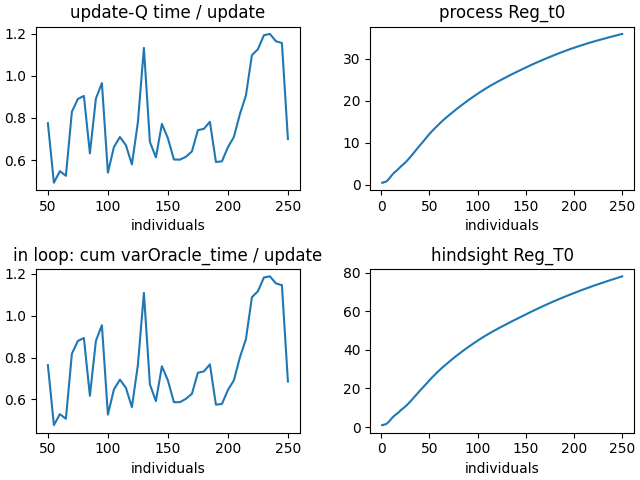 update-Q time / update
1.2
1.0
0.8
0.6
50 100 150 200 250
individuals
process Reg_t0
30
20
10
0
0 50 100 150 200 250
individuals
in loop: cum varOracle_time / update
1.2
1.0
0.8
0.6
50 100 150 200 250
individuals
hindsight Reg_T0
80
60
40
20
0
0 50 100 150 200 250
individuals